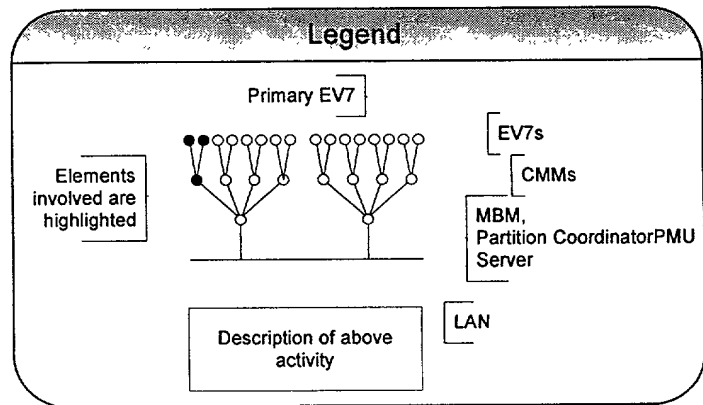 Legend
Primary EV7
EV7s
CMMs
Elements
involved are
highlighted
MBM,
Partition CoordinatorPMU
Server
LAN
Description of above
activity